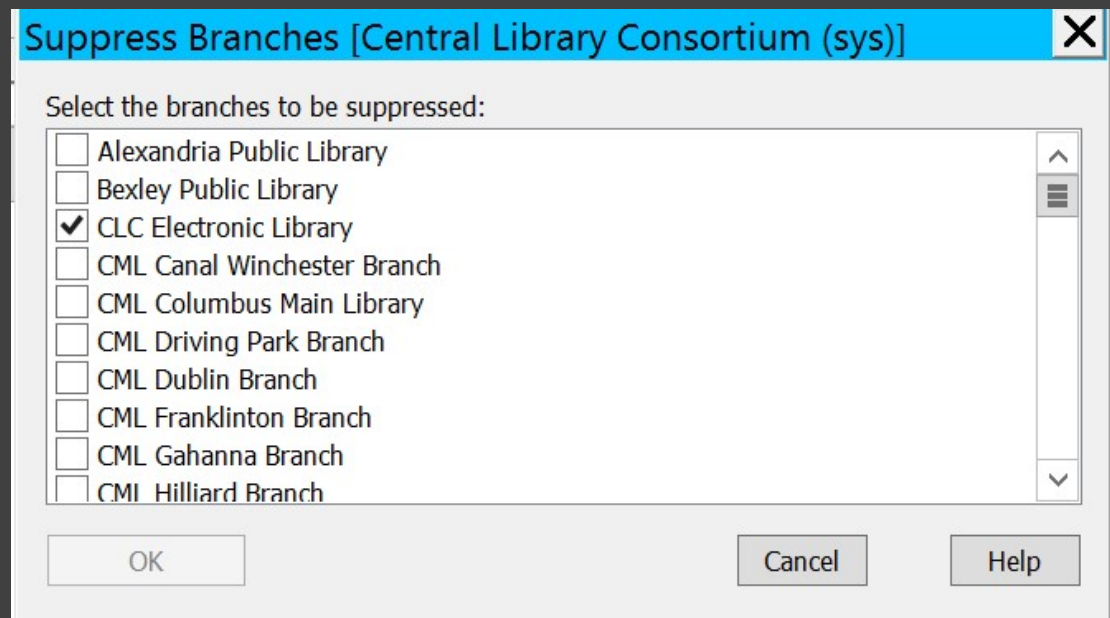 Suppress Branches [Central Library Consortium (sys)]
Select the branches to be suppressed:
Alexandria Public Library
Bexley Public Library
CLC Electronic Library
CML Canal Winchester Branch
CML Columbus Main Library
CML Driving Park Branch
CML Dublin Branch
CML Franklinton Branch
CML Gahanna Branch
CML Hilliard Branch
OK Cancel Help